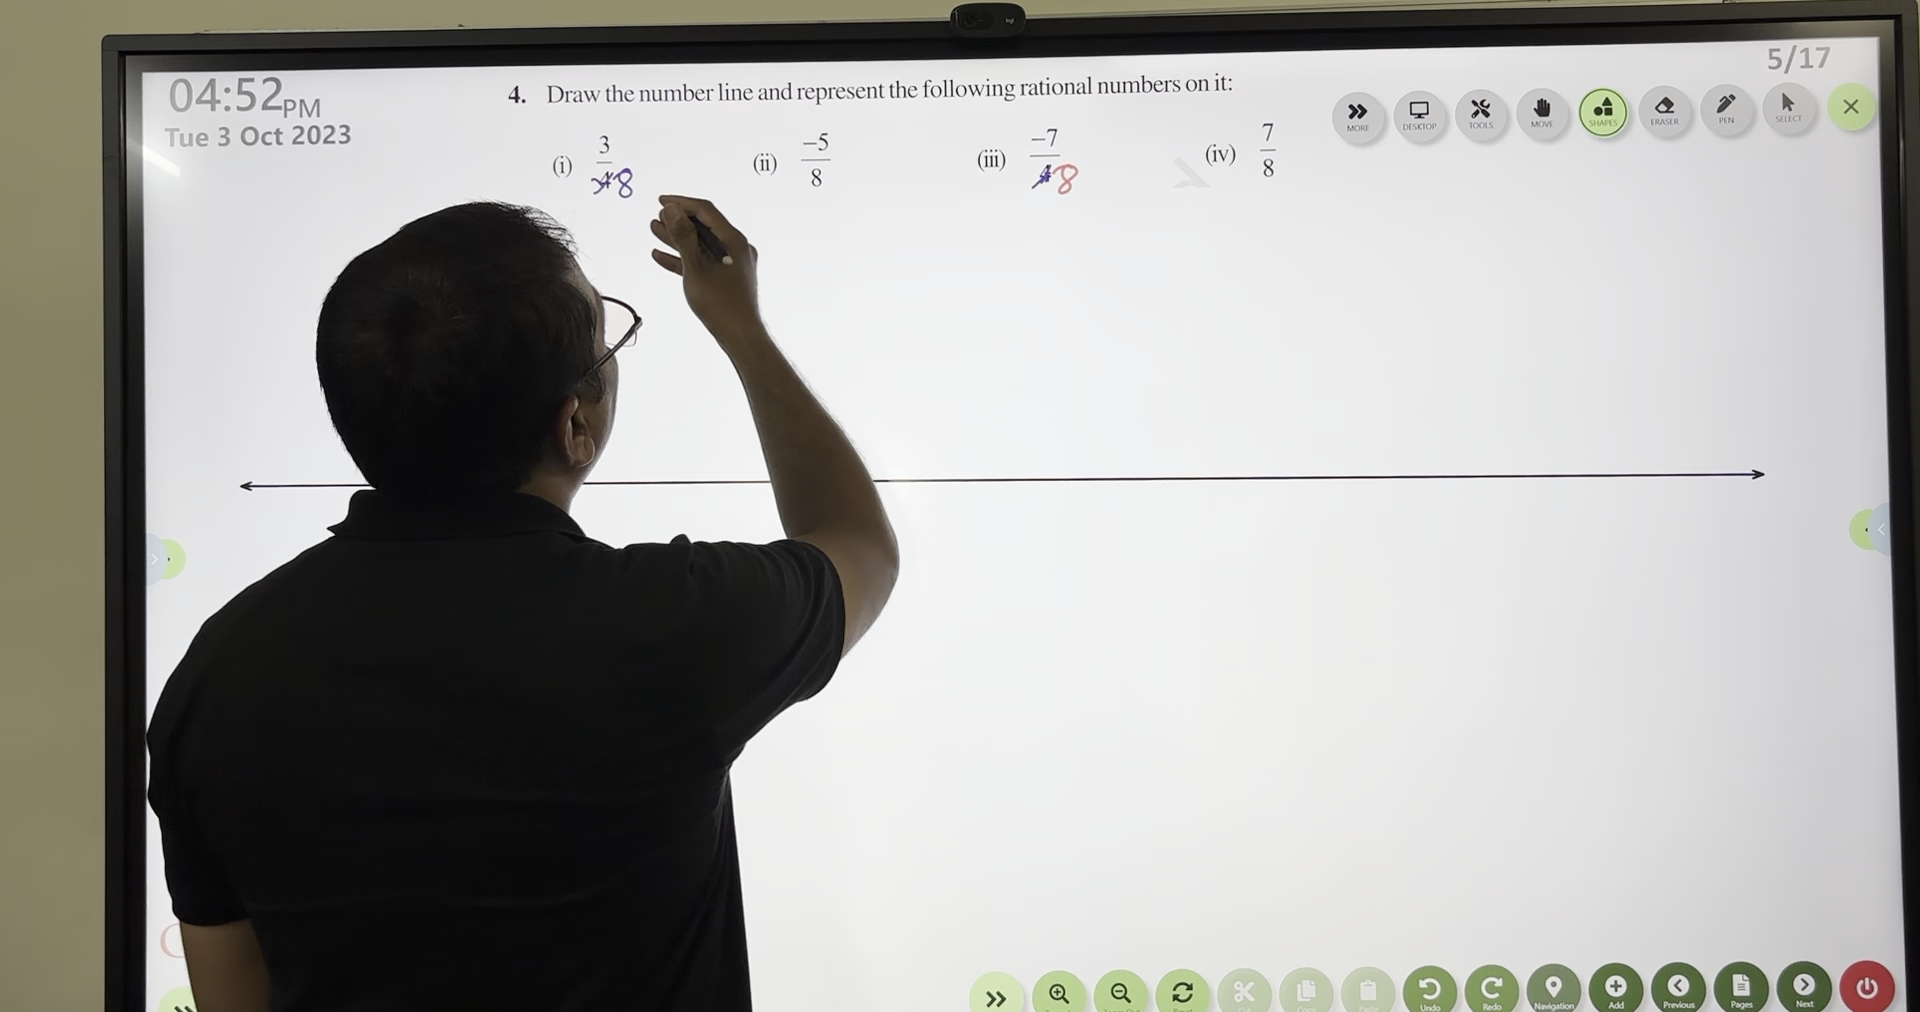 04:52PM
Tue 3 Oct 2023
5/17
4. Draw the number line and represent the following rational numbers on it:
(i) 3/8 (ii) -5/8 (iii) -7/8 (iv) 7/8
MORE DESKTOP TOOLS MOVE SHAPES ERASER PEN SELECT
Undo Redo Navigation Add Previous Pages Next